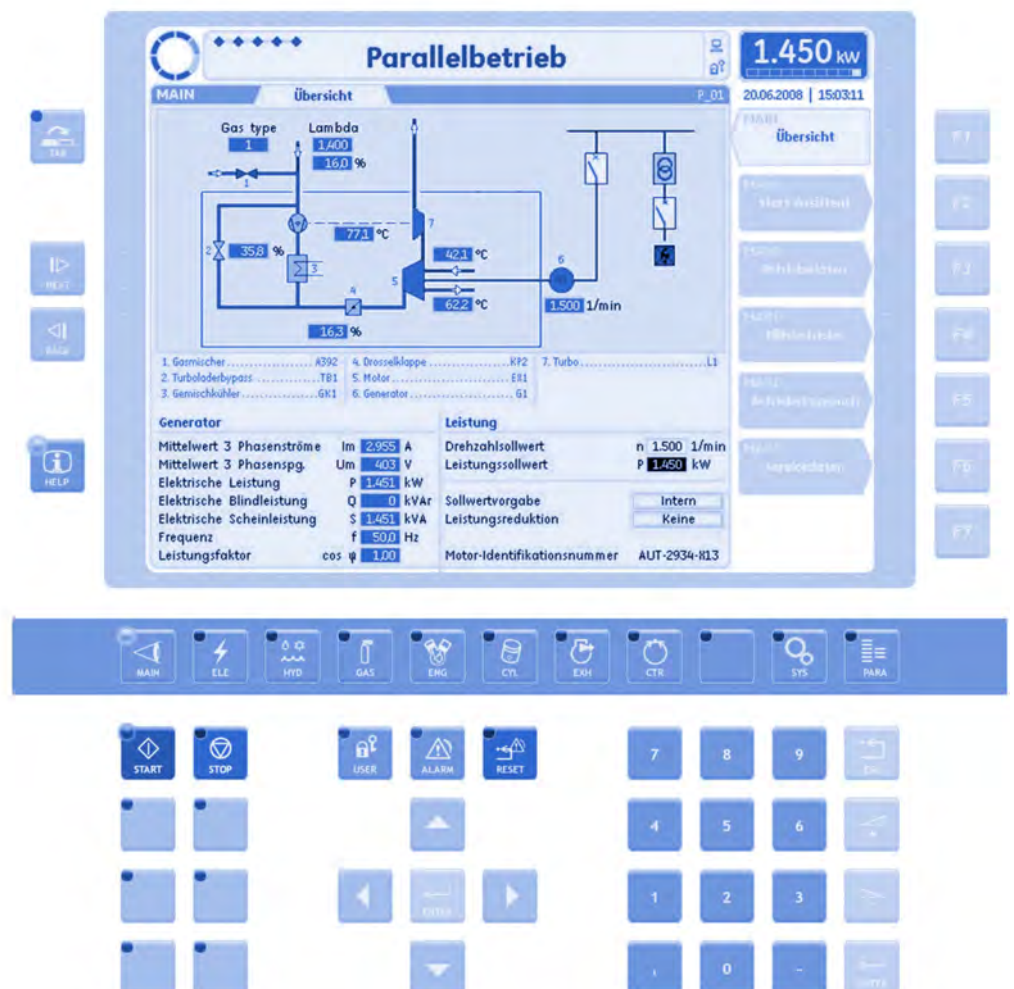 Parallelbetrieb
1.450 kW
MAIN Übersicht P_01
20.06.2008 | 15:03:11
Gas type Lambda
1 1,400
16,0 %
1
77,1 °C
7
2 35,8 %
3
42,1 °C
5
6
4
62,2 °C
1.500 1/min
16,3 %
1. Gasmischer A392 4. Drosselklappe KP2 7. Turbo L1
2. Turboladerbypass TB1 5. Motor EX1
3. Gemischkühler GK1 6. Generator G1
Generator
Mittelwert 3 Phasenströme Im 2.955 A
Mittelwert 3 Phasenspg. Um 403 V
Elektrische Leistung P 1.451 kW
Elektrische Blindleistung Q 0 kVAr
Elektrische Scheinleistung S 1.451 kVA
Frequenz f 50,0 Hz
Leistungsfaktor cos φ 1,00
Leistung
Drehzahlsollwert n 1.500 1/min
Leistungssollwert P 1.450 kW
Sollwertvorgabe Intern
Leistungsreduktion Keine
Motor-Identifikationsnummer AUT-2934-X13
MAIN
Übersicht
TAB
NEXT
BACK
HELP
F1
F2
F3
F4
F5
F6
F7
MAIN ELE HYD GAS ENG CYL EXH CTR SYS PARA
START STOP USER ALARM RESET 7 8 9
4 5 6
ENTER 1 2 3
, 0 -
ENTER